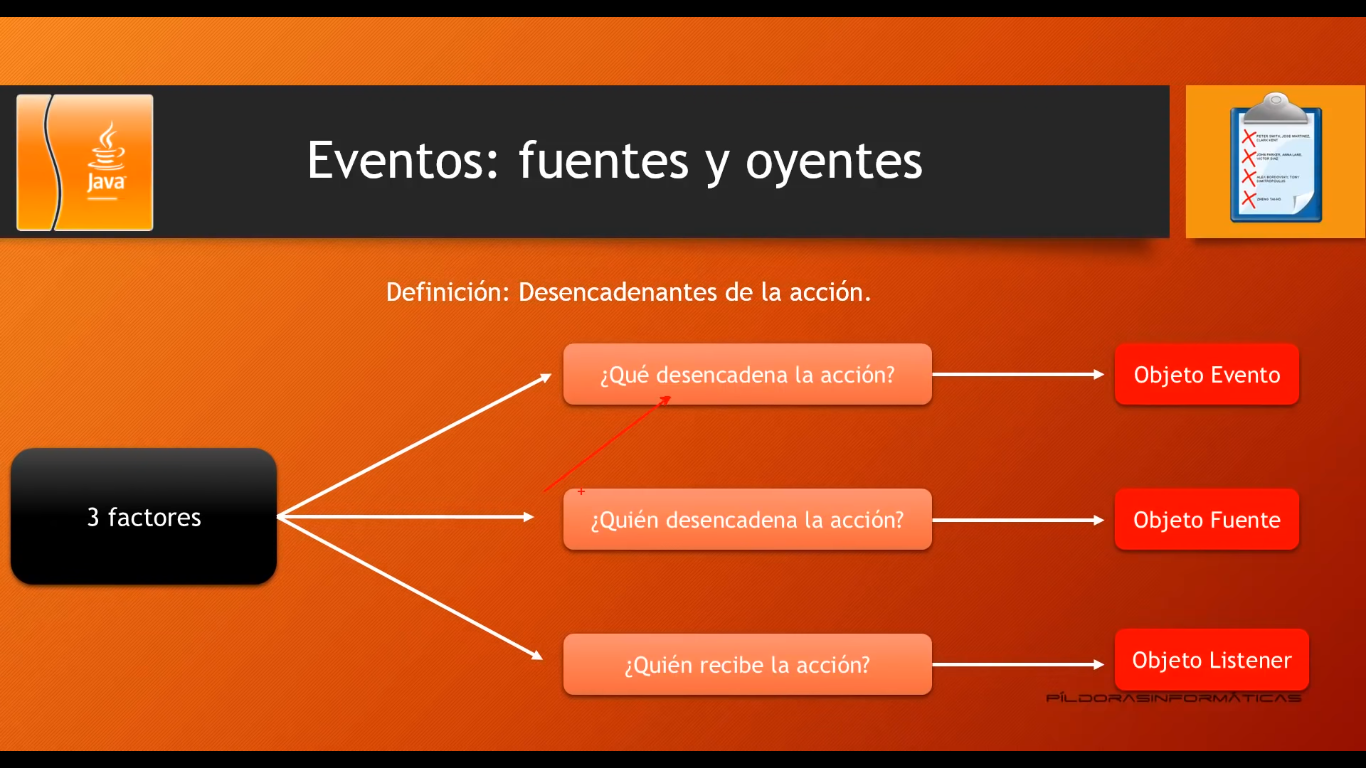 Java
Eventos: fuentes y oyentes
Definición: Desencadenantes de la acción.
¿Qué desencadena la acción?
Objeto Evento
3 factores
¿Quién desencadena la acción?
Objeto Fuente
¿Quién recibe la acción?
Objeto Listener
PÍLDORASINFORMÁTICAS